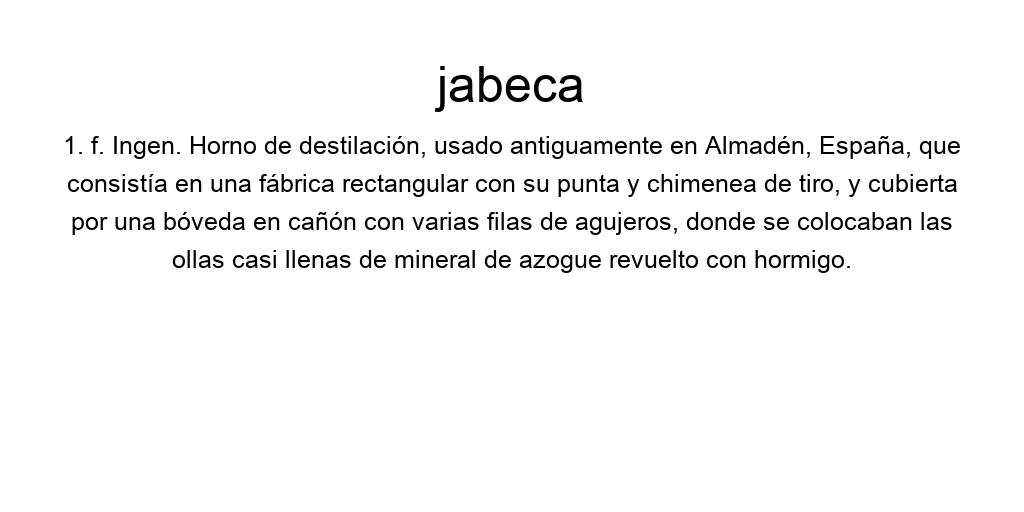 jabeca
1. f. Ingen. Horno de destilación, usado antiguamente en Almadén, España, que
consistía en una fábrica rectangular con su punta y chimenea de tiro, y cubierta
por una bóveda en cañón con varias filas de agujeros, donde se colocaban las
ollas casi llenas de mineral de azogue revuelto con hormigo.